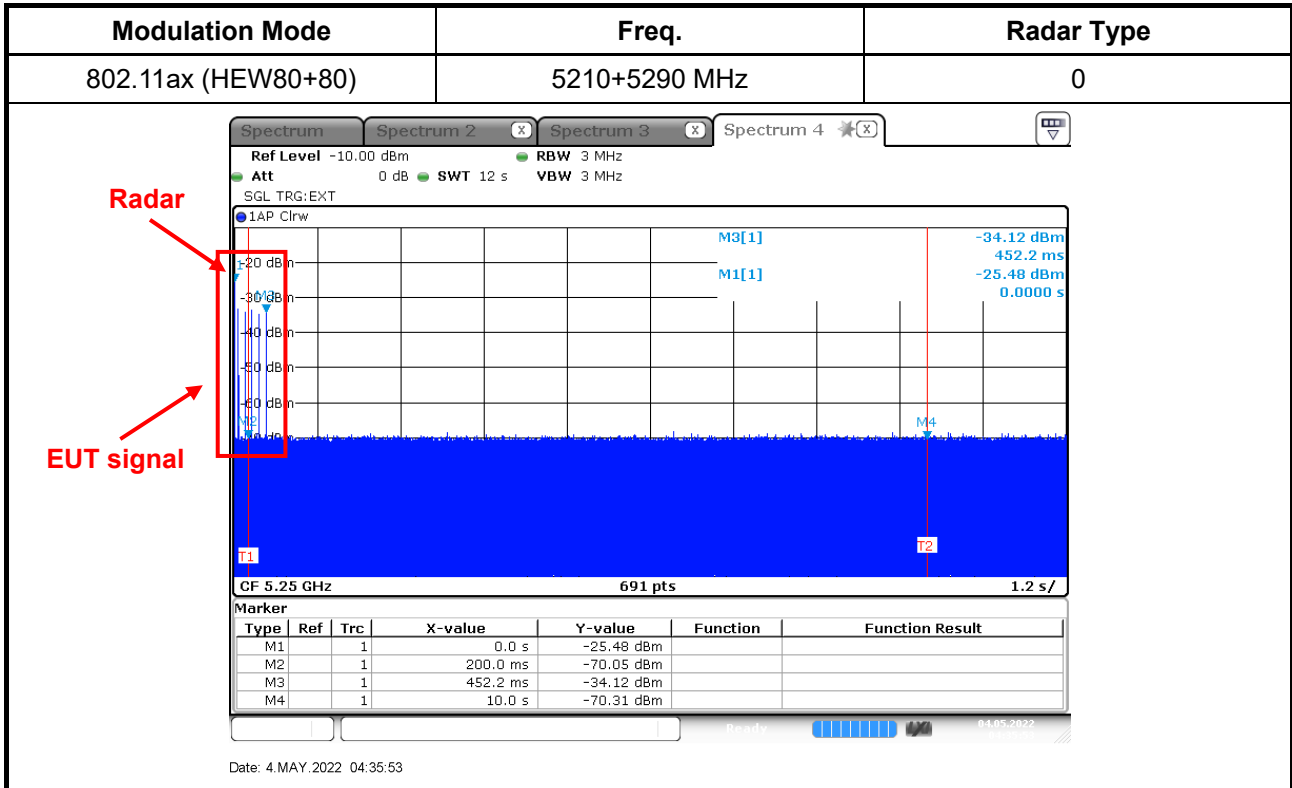 Modulation Mode Freq. Radar Type
802.11ax (HEW80+80) 5210+5290 MHz 0
Spectrum Spectrum 2 X Spectrum 3 X Spectrum 4 X
Ref Level -10.00 dBm RBW 3 MHz
Att 0 dB SWT 12 s VBW 3 MHz
SGL TRG:EXT
Radar
1AP Clrw
M3[1] -34.12 dBm
452.2 ms
-20 dBm M1[1] -25.48 dBm
-30 dBm 0.0000 s
M3
-40 dBm
-50 dBm
-60 dBm
M2 M4
EUT signal
T1 T2
CF 5.25 GHz 691 pts 1.2 s/
Marker
Type Ref Trc X-value Y-value Function Function Result
M1 1 0.0 s -25.48 dBm
M2 1 200.0 ms -70.05 dBm
M3 1 452.2 ms -34.12 dBm
M4 1 10.0 s -70.31 dBm
Ready 04.05.2022
Date: 4.MAY.2022 04:35:53